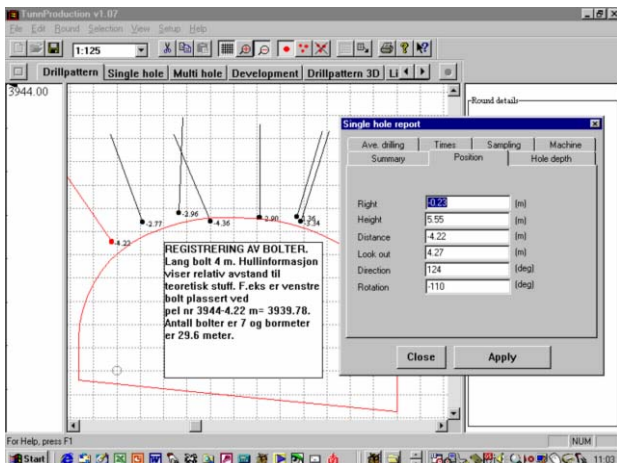 TunnProduction v1.07
File Edit Round Selection View Setup Help
1:125
Drillpattern Single hole Multi hole Development Drillpattern 3D Li
3944.00
Round details
Single hole report
Ave. drilling Times Sampling Machine
Summary Position Hole depth
Right -0.23 (m)
Height 5.55 (m)
Distance -4.22 (m)
Look out 4.27 (m)
Direction 124 (deg)
Rotation -110 (deg)
Close Apply
-2.77
-2.96
-4.36
-2.90
-4.22
REGISTRERING AV BOLTER.
Lang bolt 4 m. Hullinformasjon
viser relativ avstand til
teoretisk stuff. F.eks er venstre
bolt plassert ved
pel nr 3944-4.22 m= 3939.78.
Antall bolter er 7 og bormeter
er 29.6 meter.
For Help, press F1
NUM
Start
11:03